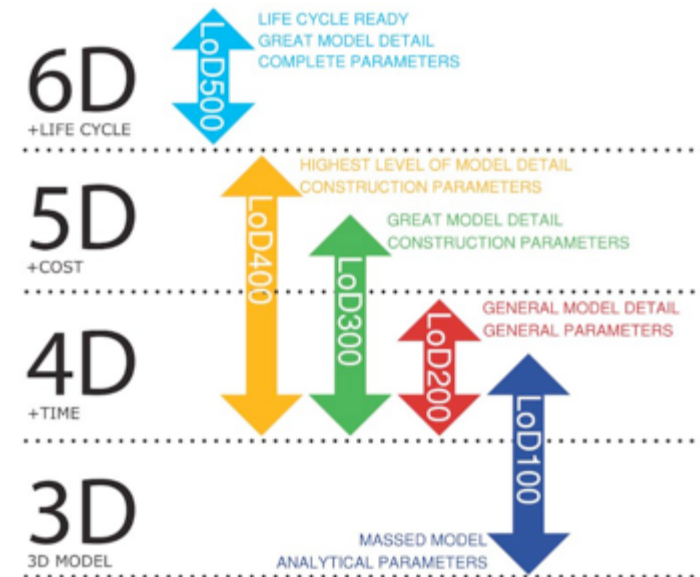 6D
+LIFE CYCLE
LoD500
LIFE CYCLE READY
GREAT MODEL DETAIL
COMPLETE PARAMETERS
5D
+COST
LoD400
HIGHEST LEVEL OF MODEL DETAIL
CONSTRUCTION PARAMETERS
LoD300
GREAT MODEL DETAIL
CONSTRUCTION PARAMETERS
4D
+TIME
LoD200
GENERAL MODEL DETAIL
GENERAL PARAMETERS
LoD100
3D
3D MODEL
MASSED MODEL
ANALYTICAL PARAMETERS